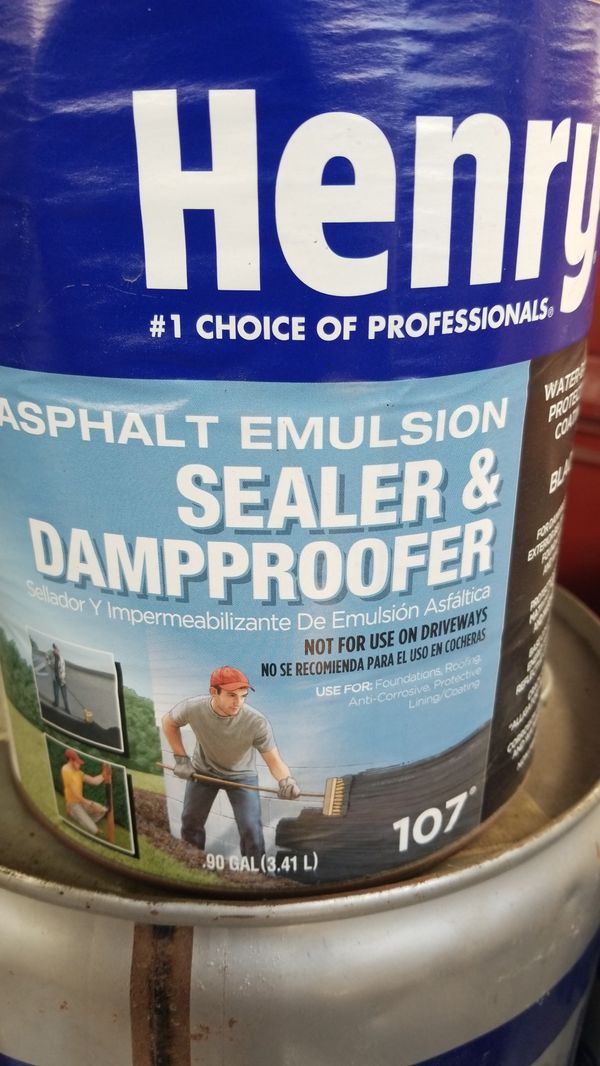 Henry
#1 CHOICE OF PROFESSIONALS®
ASPHALT EMULSION
SEALER &
DAMPPROOFER
Sellador Y Impermeabilizante De Emulsión Asfáltica
NOT FOR USE ON DRIVEWAYS
NO SE RECOMIENDA PARA EL USO EN COCHERAS
USE FOR: Foundations, Roofing,
Anti-Corrosive, Protective
Lining/Coating
107°
.90 GAL (3.41 L)